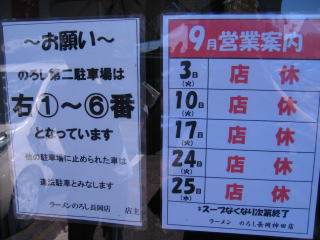 ～お願い～
のろし第二駐車場は
右①～⑥番
となっています
他の駐車場に止められた車は
違法駐車とみなします
ラーメンのろし長岡店 店主
9月営業案内
3日(火) 店休
10日(火) 店休
17日(火) 店休
24日(火) 店休
25日(水) 店休
スープなくなり次第終了
ラーメン のろし長岡神田店